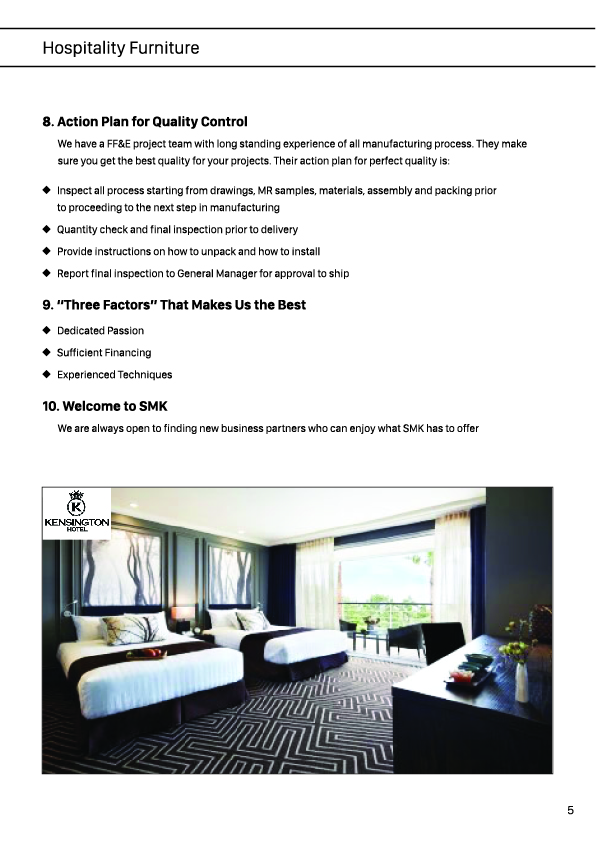 Hospitality Furniture
8. Action Plan for Quality Control
We have a FF&E project team with long standing experience of all manufacturing process. They make
sure you get the best quality for your projects. Their action plan for perfect quality is:
◆ Inspect all process starting from drawings, MR samples, materials, assembly and packing prior
to proceeding to the next step in manufacturing
◆ Quantity check and final inspection prior to delivery
◆ Provide instructions on how to unpack and how to install
◆ Report final inspection to General Manager for approval to ship
9. “Three Factors” That Makes Us the Best
◆ Dedicated Passion
◆ Sufficient Financing
◆ Experienced Techniques
10. Welcome to SMK
We are always open to finding new business partners who can enjoy what SMK has to offer
K
KENSINGTON
HOTEL
5